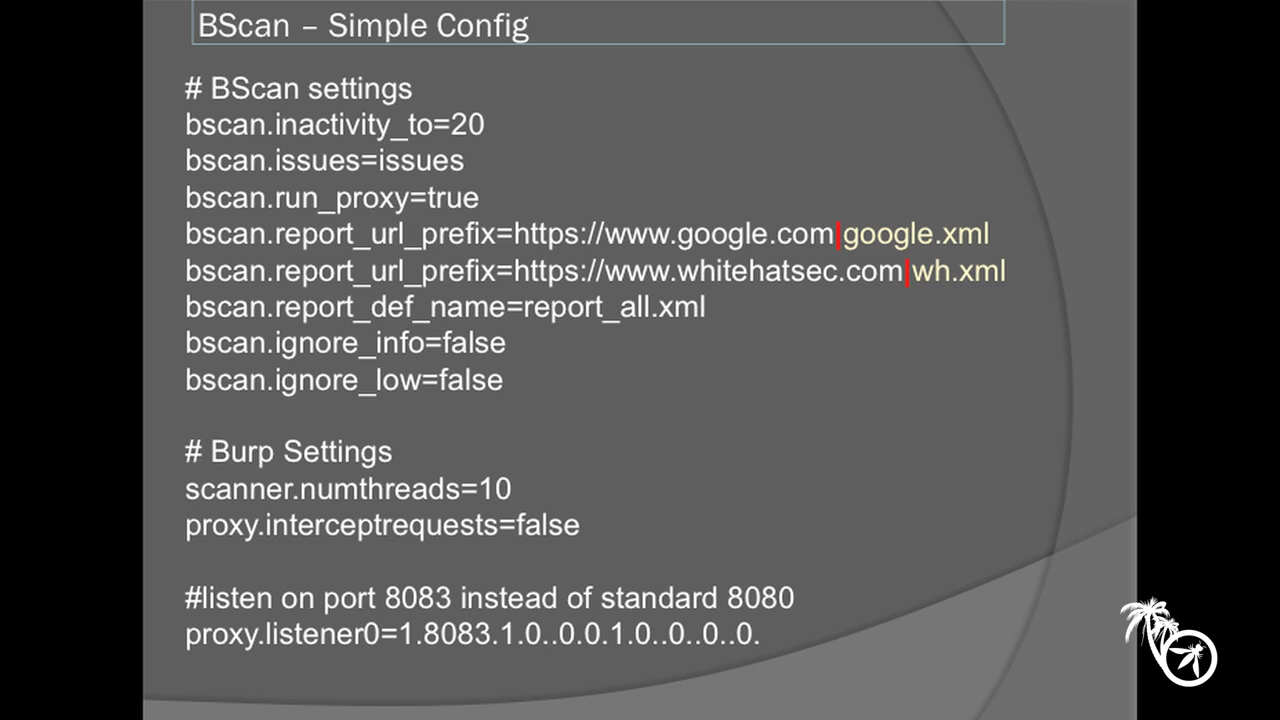 BScan – Simple Config
# BScan settings
bscan.inactivity_to=20
bscan.issues=issues
bscan.run_proxy=true
bscan.report_url_prefix=https://www.google.com|google.xml
bscan.report_url_prefix=https://www.whitehatsec.com|wh.xml
bscan.report_def_name=report_all.xml
bscan.ignore_info=false
bscan.ignore_low=false
# Burp Settings
scanner.numthreads=10
proxy.interceptrequests=false
#listen on port 8083 instead of standard 8080
proxy.listener0=1.8083.1.0..0.0.1.0..0..0..0.